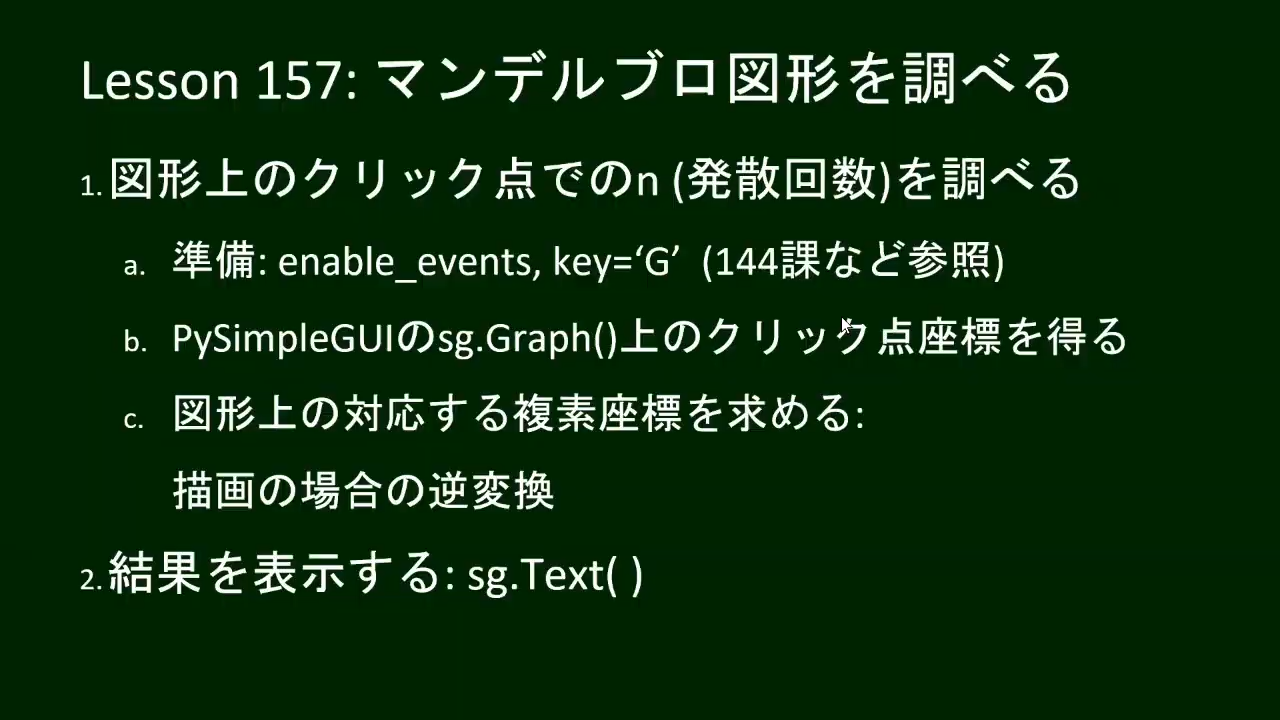 Lesson 157: マンデルブロ図形を調べる
1. 図形上のクリック点でのn (発散回数)を調べる
a. 準備: enable_events, key=‘G’ (144課など参照)
b. PySimpleGUIのsg.Graph()上のクリック点座標を得る
c. 図形上の対応する複素座標を求める:
描画の場合の逆変換
2. 結果を表示する: sg.Text( )